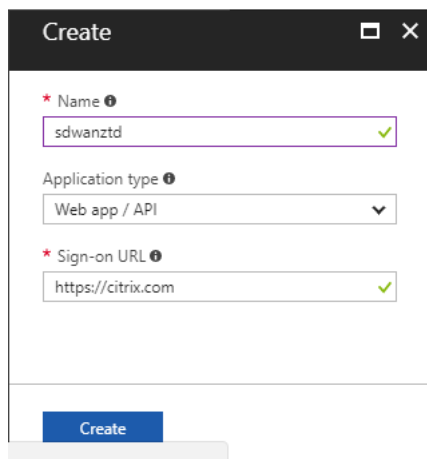 Create
* Name
sdwanztd
Application type
Web app / API
* Sign-on URL
https://citrix.com
Create